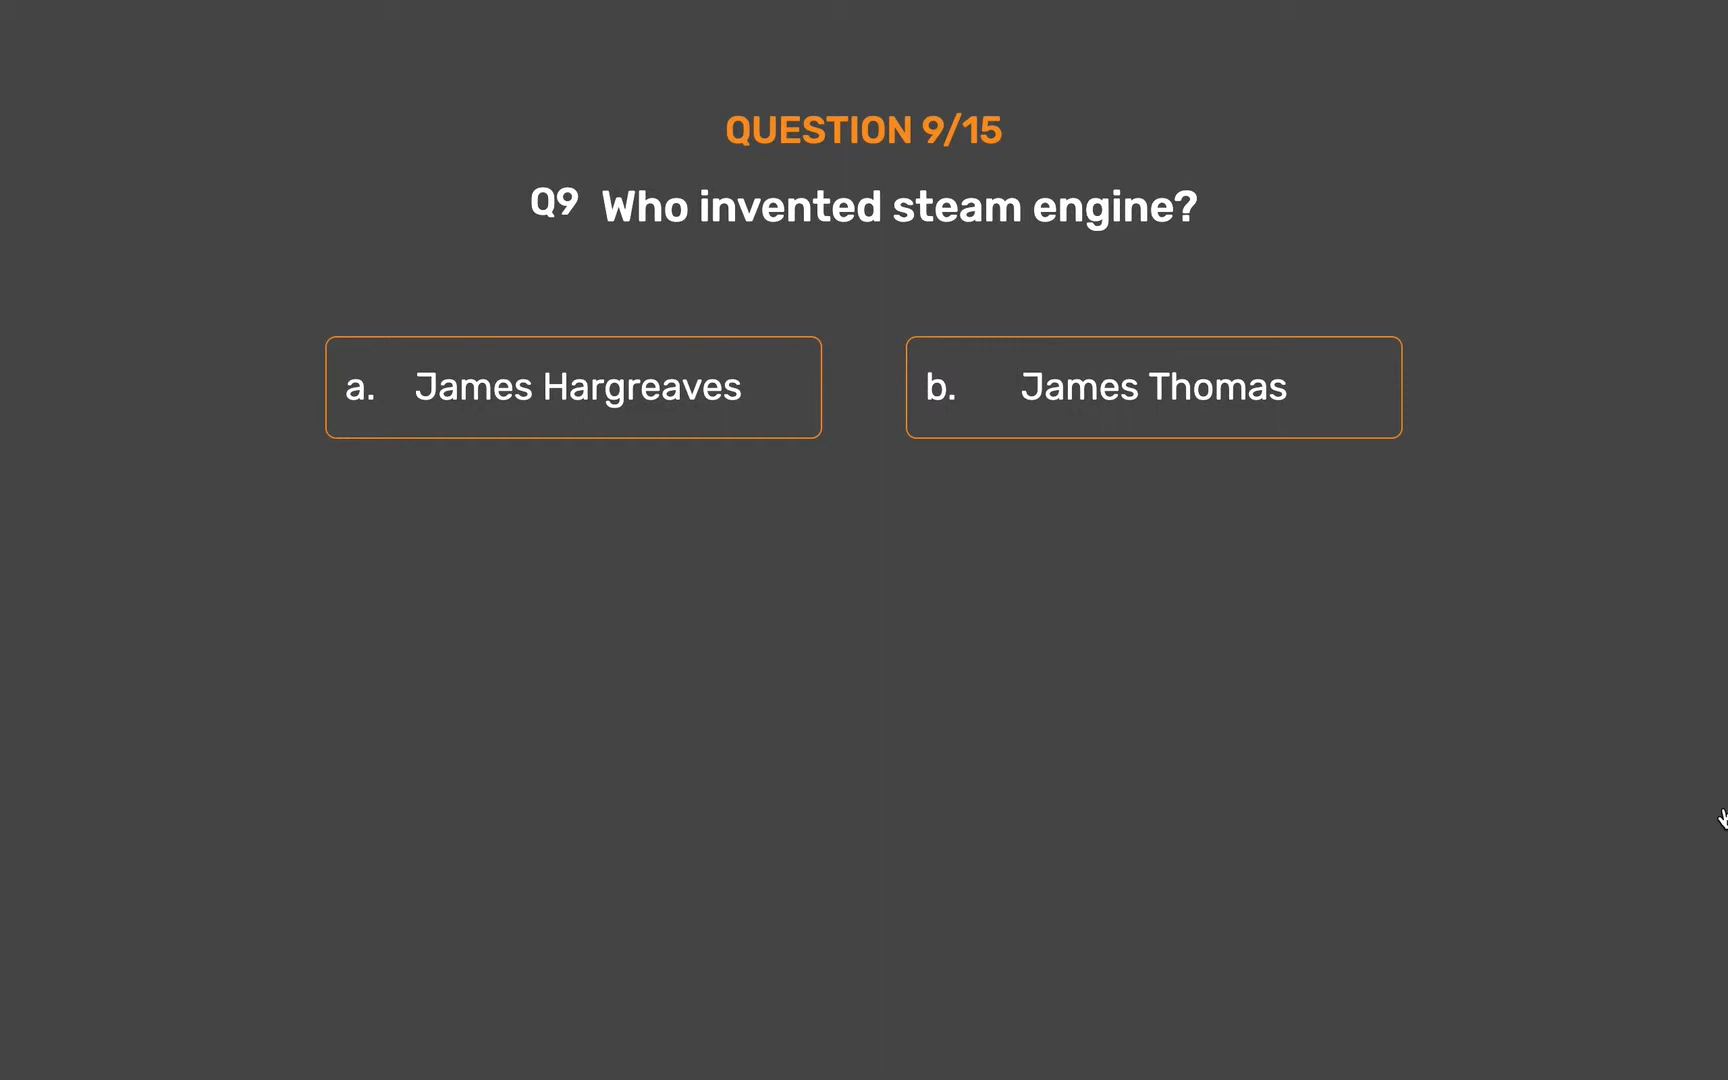 QUESTION 9/15
Q9 Who invented steam engine?
a. James Hargreaves
b. James Thomas